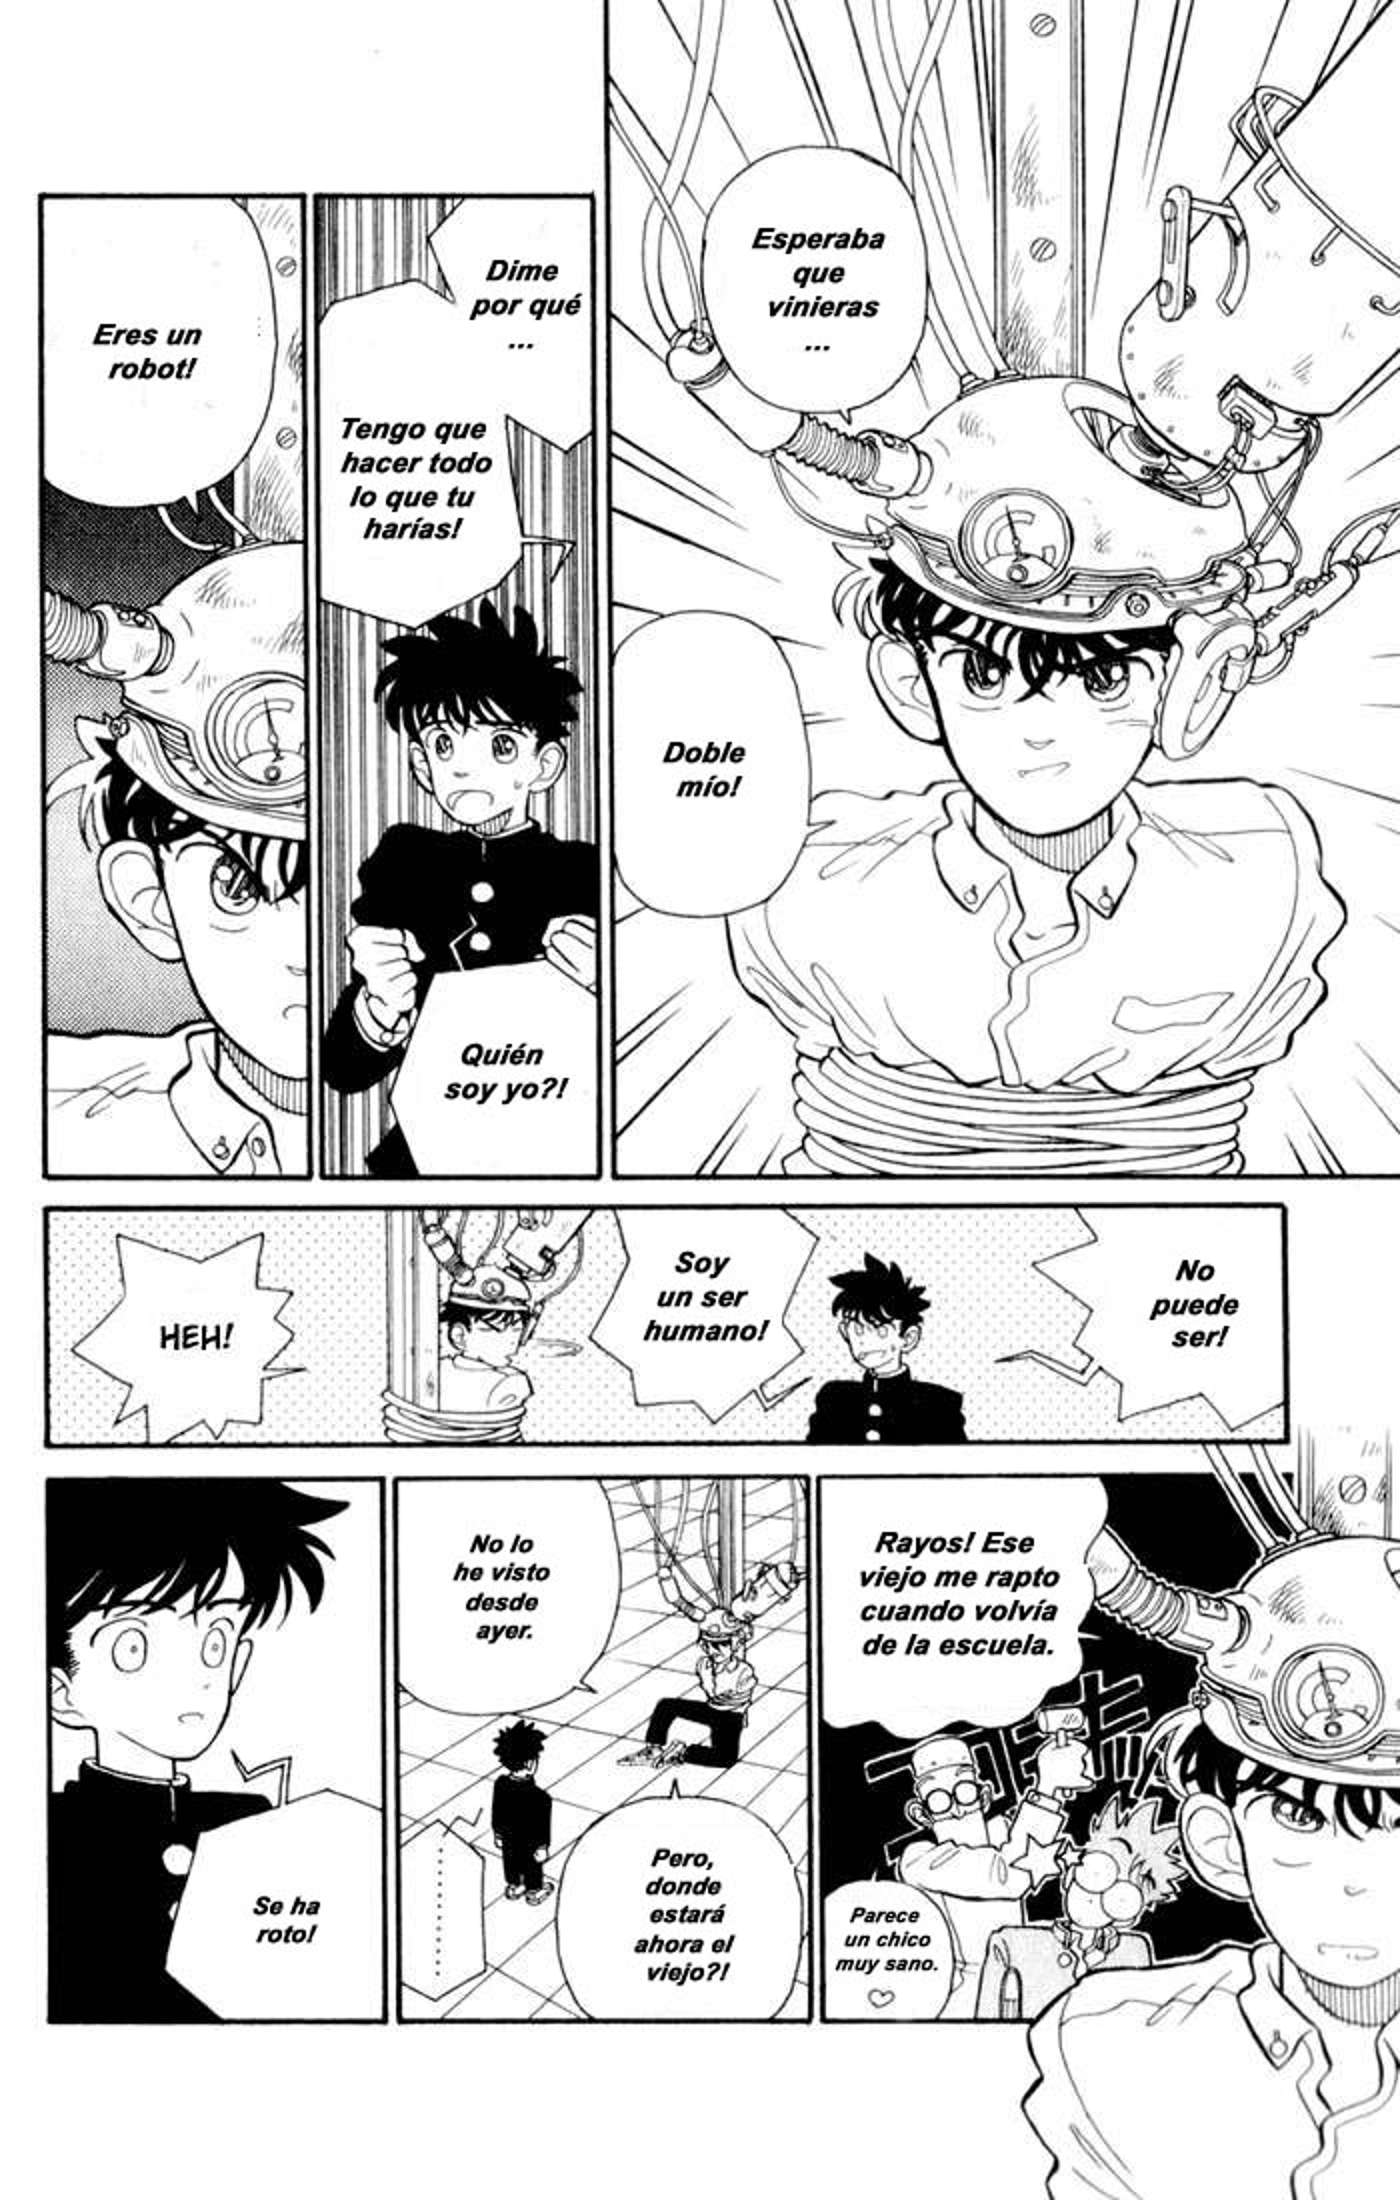 Esperaba
que
vinieras
...
Doble
mío!
Dime
por qué
...
Tengo que
hacer todo
lo que tu
harías!
Quién
soy yo?!
Eres un
robot!
No
puede
ser!
Soy
un ser
humano!
HEH!
Rayos! Ese
viejo me rapto
cuando volvía
de la escuela.
Parece
un chico
muy sano.
♡
No lo
he visto
desde
ayer.
Pero,
donde
estará
ahora el
viejo?!
.........
Se ha
roto!